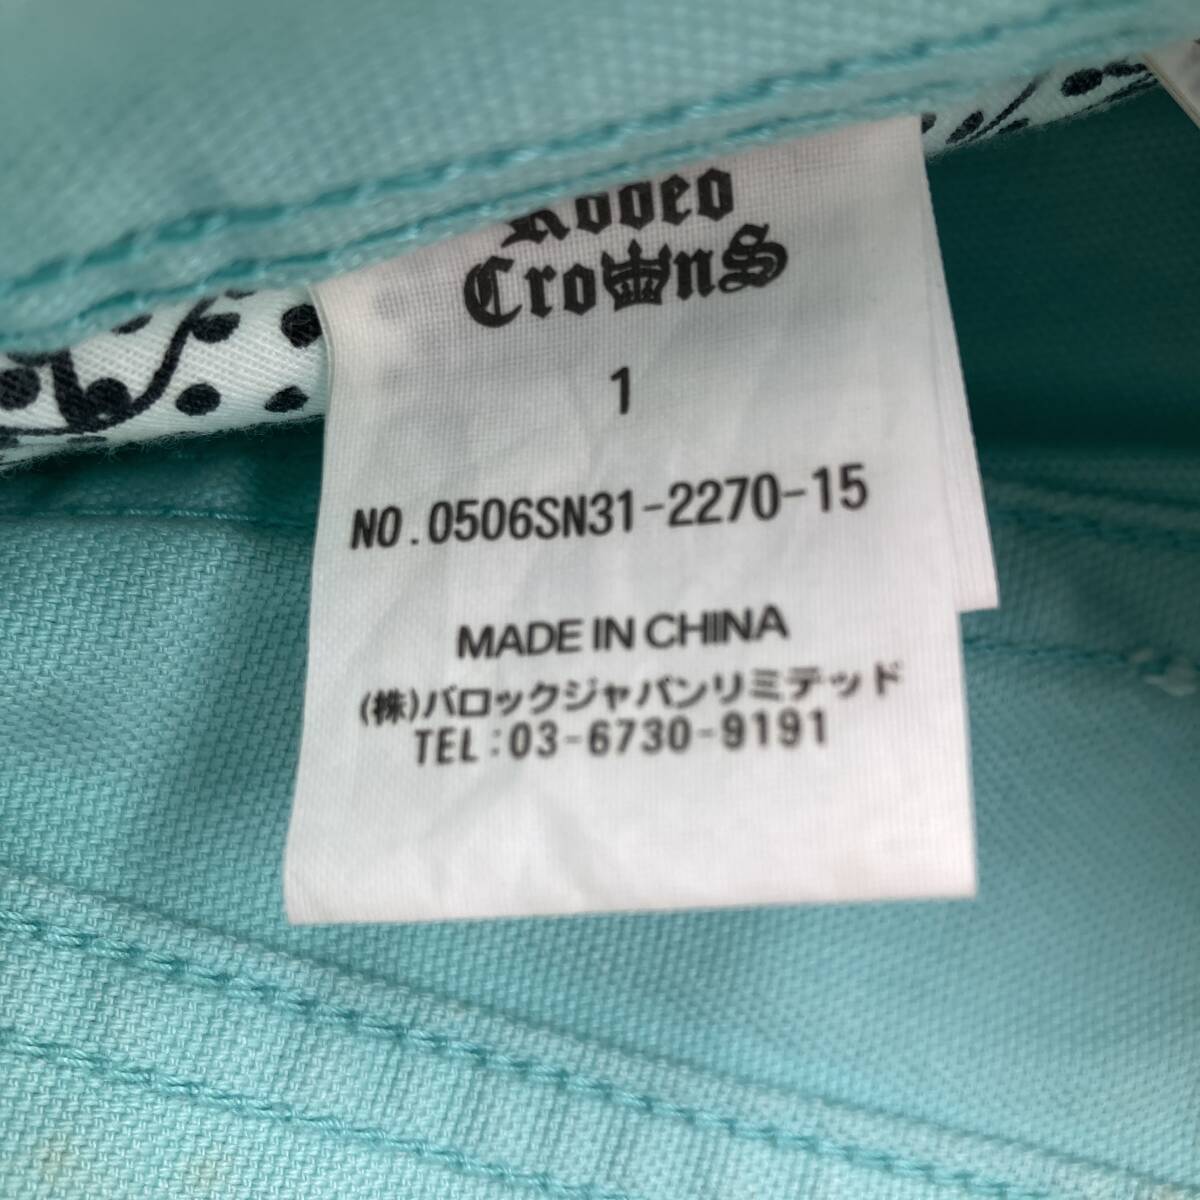 Rodeo
Crowns
1
NO.0506SN31-2270-15
MADE IN CHINA
(株)バロックジャパンリミテッド
TEL:03-6730-9191